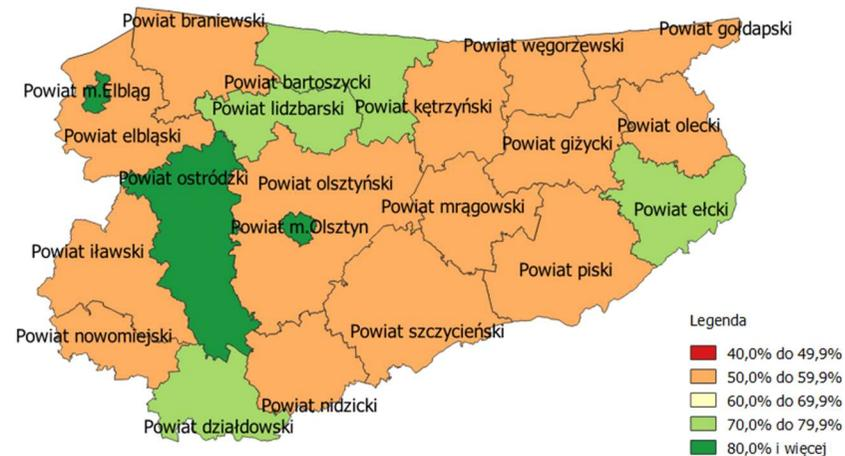 Powiat braniewski
Powiat gołdapski
Powiat węgorzewski
Powiat bartoszycki
Powiat m.Elbląg
Powiat lidzbarski
Powiat kętrzyński
Powiat olecki
Powiat elbląski
Powiat giżycki
Powiat ostródzki
Powiat olsztyński
Powiat mrągowski
Powiat ełcki
Powiat m.Olsztyn
Powiat iławski
Powiat piski
Powiat szczycieński
Powiat nowomiejski
Powiat nidzicki
Powiat działdowski
Legenda
40,0% do 49,9%
50,0% do 59,9%
60,0% do 69,9%
70,0% do 79,9%
80,0% i więcej